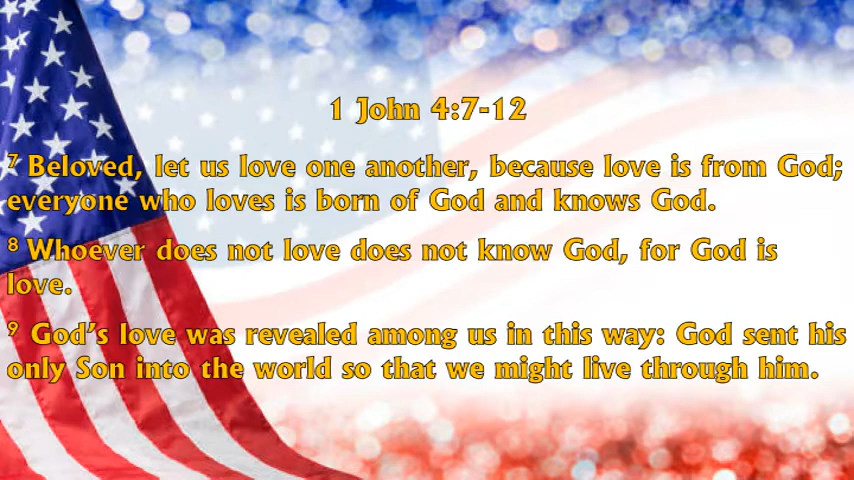 1 John 4:7-12
7 Beloved, let us love one another, because love is from God;
everyone who loves is born of God and knows God.
8 Whoever does not love does not know God, for God is
love.
9 God's love was revealed among us in this way: God sent his
only Son into the world so that we might live through him.